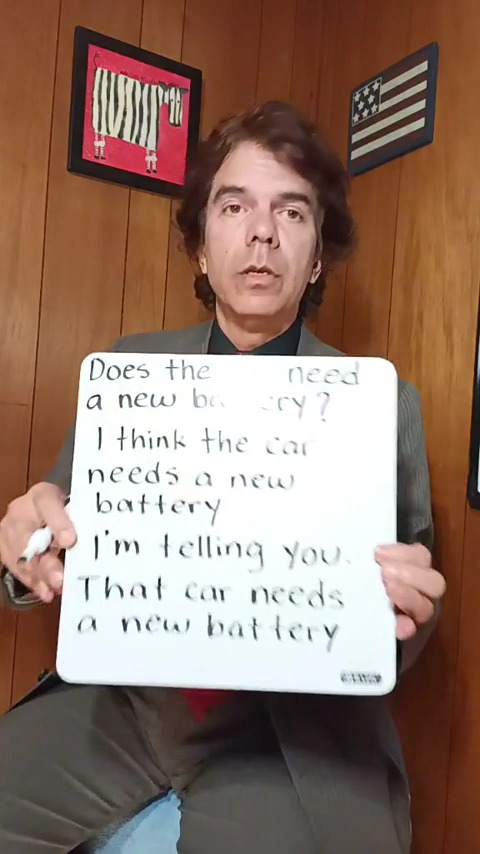 Does the need
a new
I think the car
needs a new
battery
I'm telling you.
That car needs
a new battery